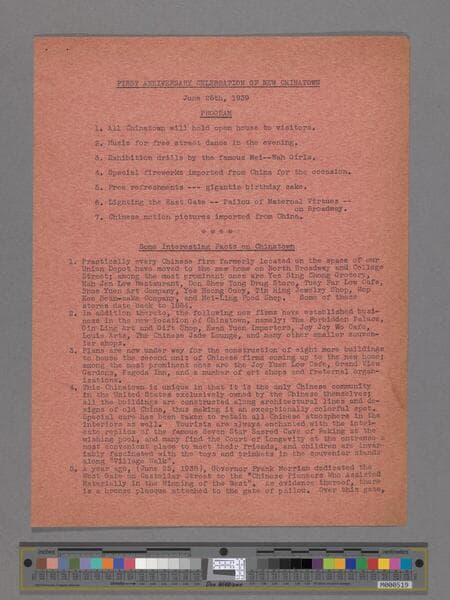 FIRST ANNIVERSARY CELEBRATION OF NEW CHINATOWN
June 25th, 1939
PROGRAM
1. All Chinatown will hold open house to visitors.
2. Music for free street dance in the evening.
3. Exhibition drills by the famous Mei--Wah Girls.
4. Special fireworks imported from China for the occasion.
5. Free refreshments --- gigantic birthday cake.
6. Lighting the East Gate -- Pailou of Maternal Virtues --
on Broadway.
7. Chinese motion pictures imported from China.
* * * *
Some Interesting Facts on Chinatown
1. Practically every Chinese firm formerly located on the space of our
Union Depot have moved to the new home on North Broadway and College
Street; among the most prominent ones are Yee Sing Chong Grocery,
Man Jen Low Restaurant, Don Shew Tong Drug Store, Tuey Far Low Cafe,
Yee Hoong Ouoy, Tin Hing Jewelry Shop, Hop
and Mei-Ling Food Shop. Some of these
stores date back to
2. In addition thereto, the following new firms have established busi-
ness in the new location of Chinatown, namely: The Forbidden Palace,
Gin Ling Art and Gift Shop, Kwan Yuen Importers, Joy Joy Wo Cafe,
Louie Arts, The Chinese Jade Lounge, and many other smaller souven-
ier shops.
3. Plans are now under way for the construction of eight more buildings
to house the second unit of Chinese firms coming up to the new home;
among the most prominent ones are the Joy Yuen Low Cafe, Grand View
Gardens, Pagoda Inn, and a number of art shops and fraternal organ-
izations.
4. This Chinatown is unique in that it is the only Chinese community
in the United States exclusively owned by the Chinese themselves;
all the buildings are constructed along architectural lines and de-
signs of old China, thus making it an exceptionally colorful spot.
Special care has been taken to retain all Chinese atmosphere in the
interiors as well. Tourists are always enchanted with the intri-
cate replica of the famous Seven Star Sacred Cave of Peking at the
wishing pool, and many find the Court of Longevity at the entrance a
most convenient place to meet their friends, and children are invar-
iably fascinated with the toys and trinkets in the souvenir stands
along "Village Walk".
5. A year ago, (June 25, 1938), Governor Frank Merriam dedicated the
West Gate on Castellar Street to the "Chinese Pioneers Who Assisted
Materially in the Winning of the West". As evidence thereof, there
is a bronze plaque attached to the gate of pailou. Over this gate,
inches
centimeters
Don Williams
M000519